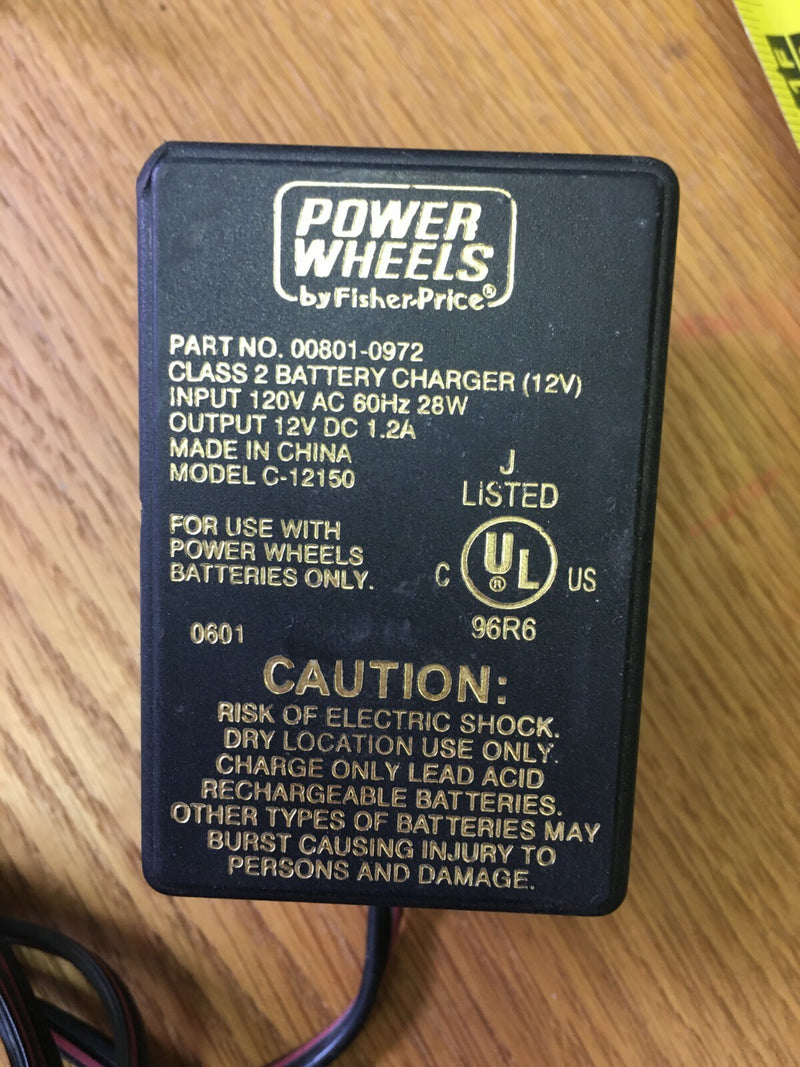 POWER
WHEELS
by Fisher-Price®
PART NO. 00801-0972
CLASS 2 BATTERY CHARGER (12V)
INPUT 120V AC 60Hz 28W
OUTPUT 12V DC 1.2A
MADE IN CHINA
MODEL C-12150
J
LiSTED
FOR USE WITH
POWER WHEELS
BATTERIES ONLY.
C UL® US
0601
96R6
CAUTION:
RISK OF ELECTRIC SHOCK.
DRY LOCATION USE ONLY.
CHARGE ONLY LEAD ACID
RECHARGEABLE BATTERIES.
OTHER TYPES OF BATTERIES MAY
BURST CAUSING INJURY TO
PERSONS AND DAMAGE.